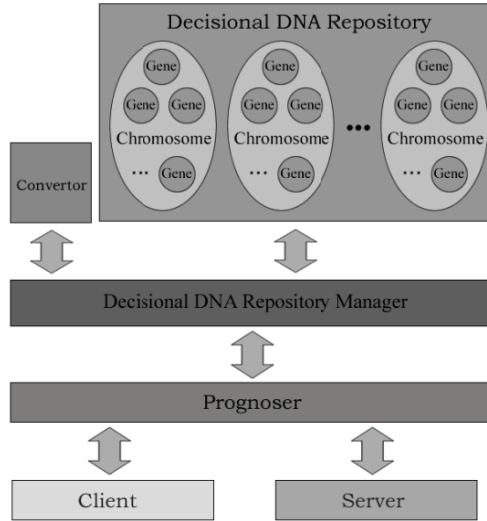 Decisional DNA Repository
Gene Gene Gene
Gene Gene Gene Gene Gene Gene
Chromosome Chromosome ••• Chromosome
... Gene ... Gene ... Gene
Convertor
Decisional DNA Repository Manager
Prognoser
Client Server